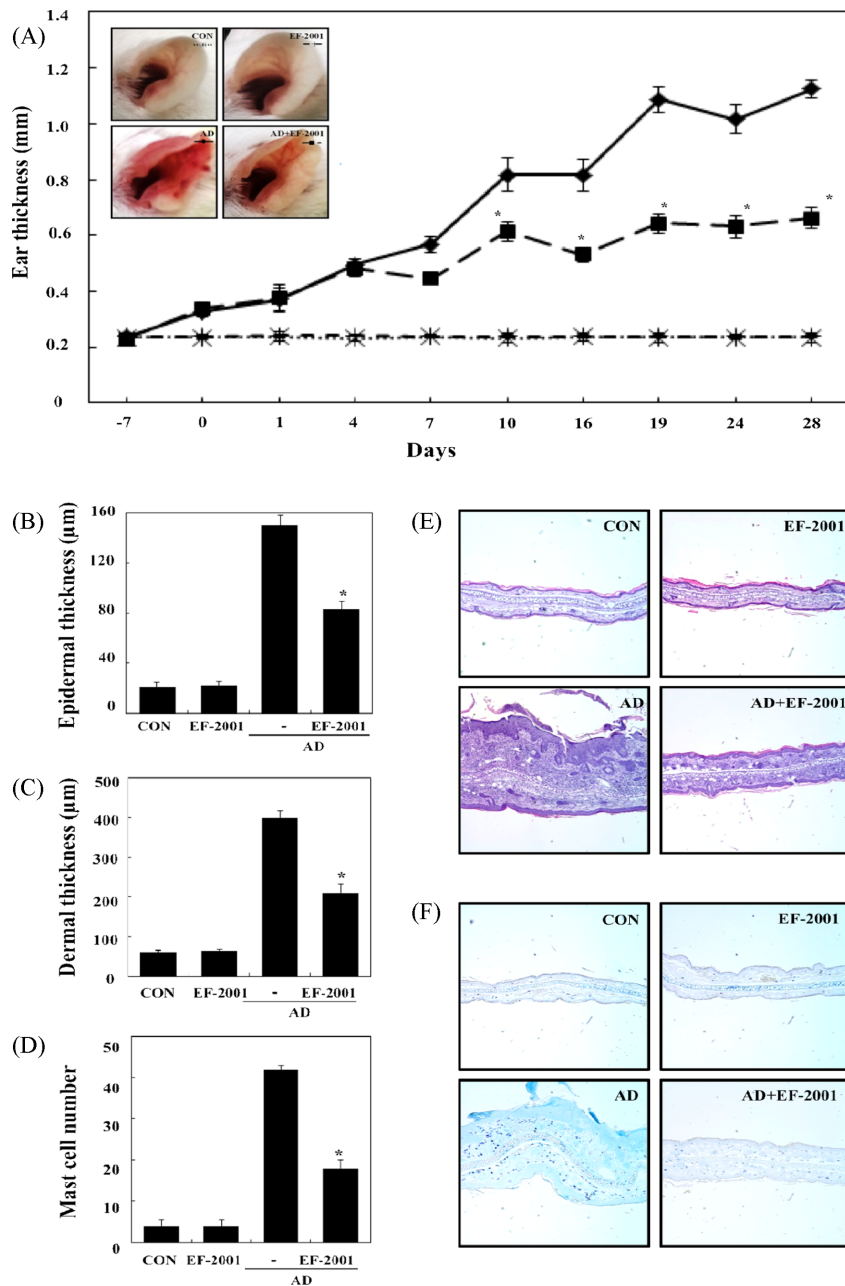 (A)
Ear thickness (mm)
1.4
1.2
1.0
0.8
0.6
0.4
0.2
0
CON
EF-2001
AD
AD+EF-2001
*
*
*
*
*
-7 0 1 4 7 10 16 19 24 28
Days
(B)
Epidermal thickness (µm)
160
120
80
40
0
*
CON EF-2001 - EF-2001
AD
(C)
Dermal thickness (µm)
500
400
300
200
100
0
*
CON EF-2001 - EF-2001
AD
(D)
Mast cell number
50
40
20
10
0
*
CON EF-2001 - EF-2001
AD
(E)
CON
EF-2001
AD
AD+EF-2001
(F)
CON
EF-2001
AD
AD+EF-2001